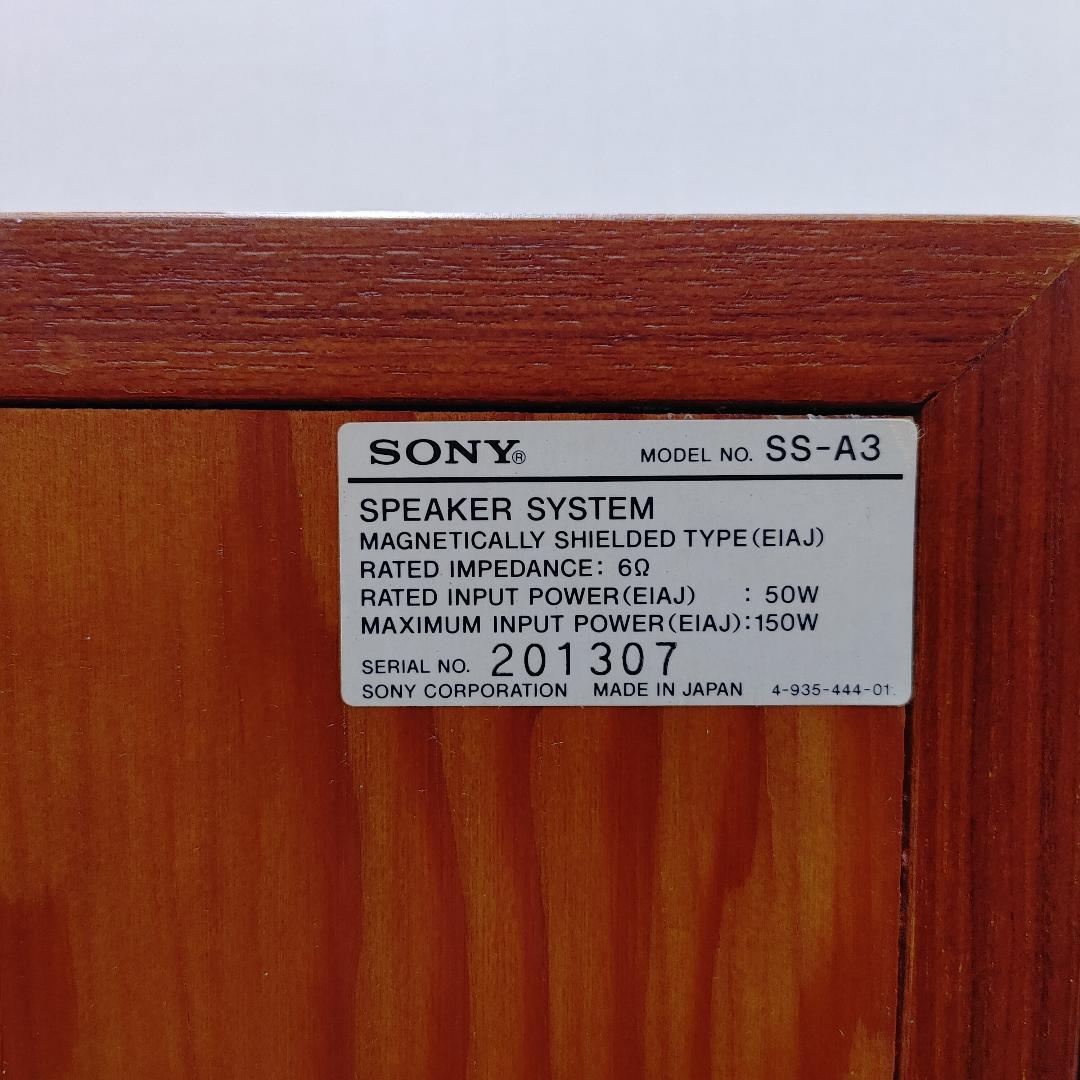 SONY® MODEL NO. SS-A3
SPEAKER SYSTEM
MAGNETICALLY SHIELDED TYPE (EIAJ)
RATED IMPEDANCE: 6Ω
RATED INPUT POWER (EIAJ) : 50W
MAXIMUM INPUT POWER (EIAJ): 150W
SERIAL NO. 201307
SONY CORPORATION MADE IN JAPAN 4-935-444-01.